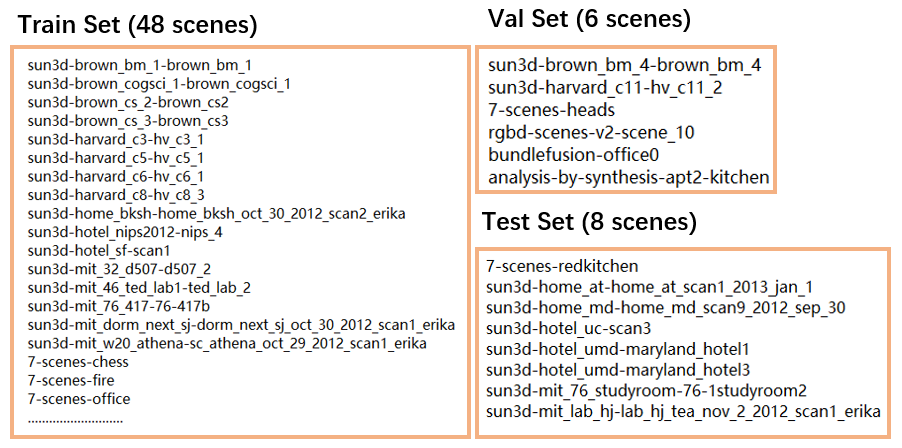 Train Set (48 scenes)
sun3d-brown_bm_1-brown_bm_1
sun3d-brown_cogsci_1-brown_cogsci_1
sun3d-brown_cs_2-brown_cs2
sun3d-brown_cs_3-brown_cs3
sun3d-harvard_c3-hv_c3_1
sun3d-harvard_c5-hv_c5_1
sun3d-harvard_c6-hv_c6_1
sun3d-harvard_c8-hv_c8_3
sun3d-home_bksh-home_bksh_oct_30_2012_scan2_erika
sun3d-hotel_nips2012-nips_4
sun3d-hotel_sf-scan1
sun3d-mit_32_d507-d507_2
sun3d-mit_46_ted_lab1-ted_lab_2
sun3d-mit_76_417-76-417b
sun3d-mit_dorm_next_sj-dorm_next_sj_oct_30_2012_scan1_erika
sun3d-mit_w20_athena-sc_athena_oct_29_2012_scan1_erika
7-scenes-chess
7-scenes-fire
7-scenes-office
...........................
Val Set (6 scenes)
sun3d-brown_bm_4-brown_bm_4
sun3d-harvard_c11-hv_c11_2
7-scenes-heads
rgbd-scenes-v2-scene_10
bundlefusion-office0
analysis-by-synthesis-apt2-kitchen
Test Set (8 scenes)
7-scenes-redkitchen
sun3d-home_at-home_at_scan1_2013_jan_1
sun3d-home_md-home_md_scan9_2012_sep_30
sun3d-hotel_uc-scan3
sun3d-hotel_umd-maryland_hotel1
sun3d-hotel_umd-maryland_hotel3
sun3d-mit_76_studyroom-76-1studyroom2
sun3d-mit_lab_hj-lab_hj_tea_nov_2_2012_scan1_erika